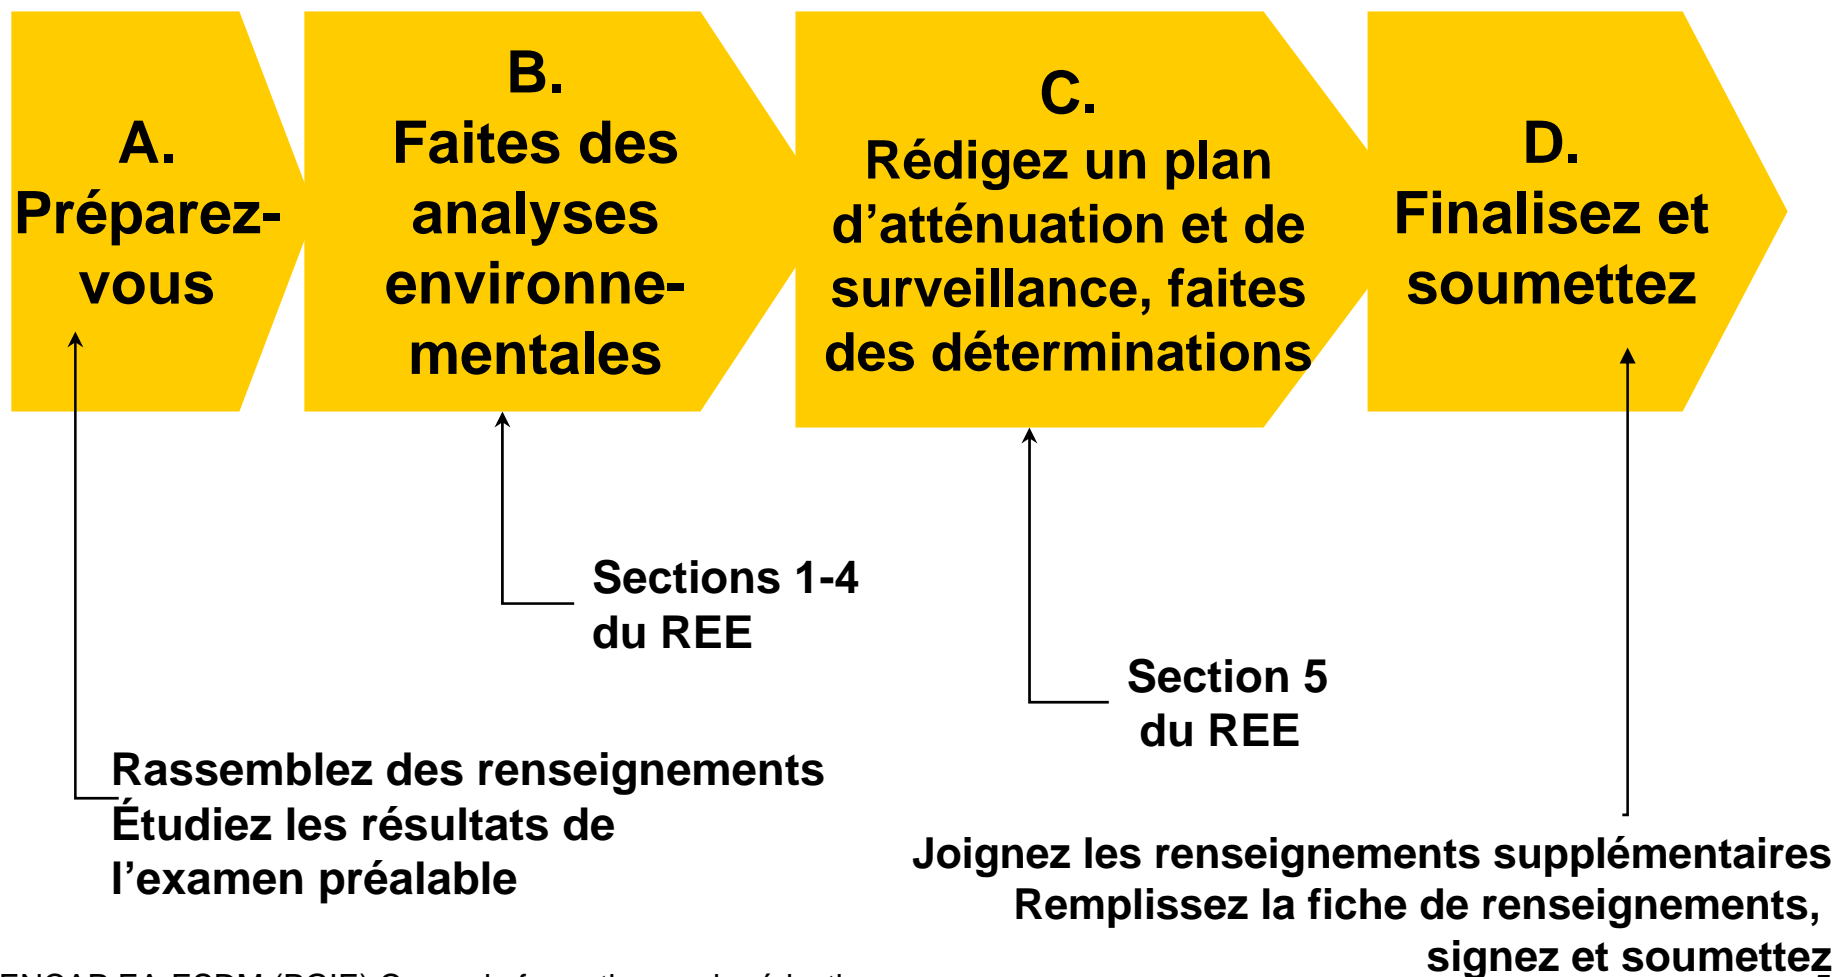 A.
Préparez-
vous
B.
Faites des
analyses
environne-
mentales
C.
Rédigez un plan
d’atténuation et de
surveillance, faites
des déterminations
D.
Finalisez et
soumettez
Sections 1-4
du REE
Section 5
du REE
Rassemblez des renseignements
Étudiez les résultats de
l’examen préalable
Joignez les renseignements supplémentaires
Remplissez la fiche de renseignements,
signez et soumettez